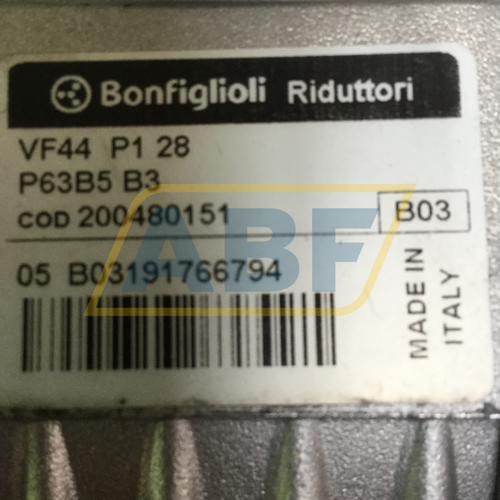 Bonfiglioli Riduttori
VF44 P1 28
P63B5 B3
COD 200480151
B03
05 B03191766794
MADE IN
ITALY
ABF